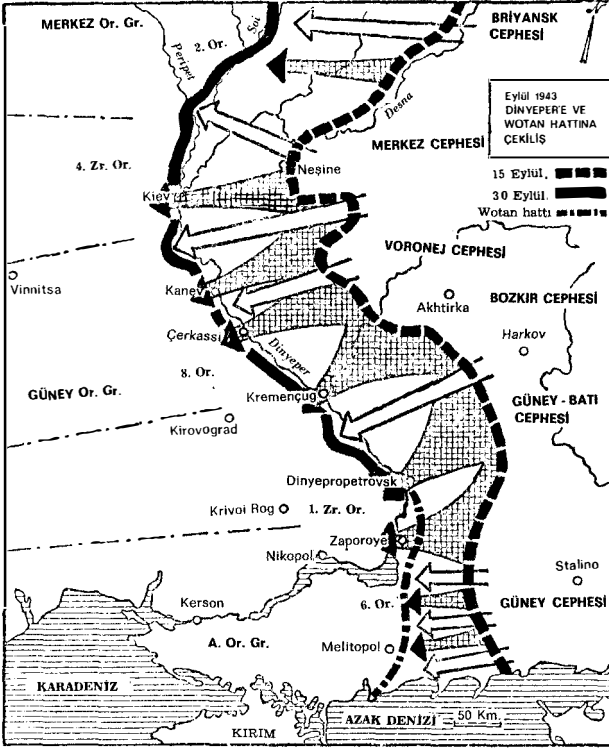 MERKEZ Or. Gr.
Soi
BRİYANSK
CEPHESİ
2. Or.
Peripet
Desna
Eylül 1943
DİNYEPER'E VE
WOTAN HATTINA
ÇEKİLİŞ
MERKEZ CEPHESİ
4. Zr. Or.
Neşine
15 Eylül.
30 Eylül.
Wotan hattı
Kiev
VORONEJ CEPHESİ
Vinnitsa
Kanev
BOZKIR CEPHESİ
Akhtirka
Çerkassi
Harkov
Dinyeper
8. Or.
GÜNEY Or. Gr.
Kremençug
GÜNEY - BATI
CEPHESİ
Kirovograd
Dinyepropetrovsk
Krivoi Rog
1. Zr. Or.
Zaporoye
Nikopol
Stalino
Kerson
6. Or.
GÜNEY CEPHESİ
A. Or. Gr.
Melitopol
KARADENİZ
AZAK DENİZİ
50 Km.
KIRIM